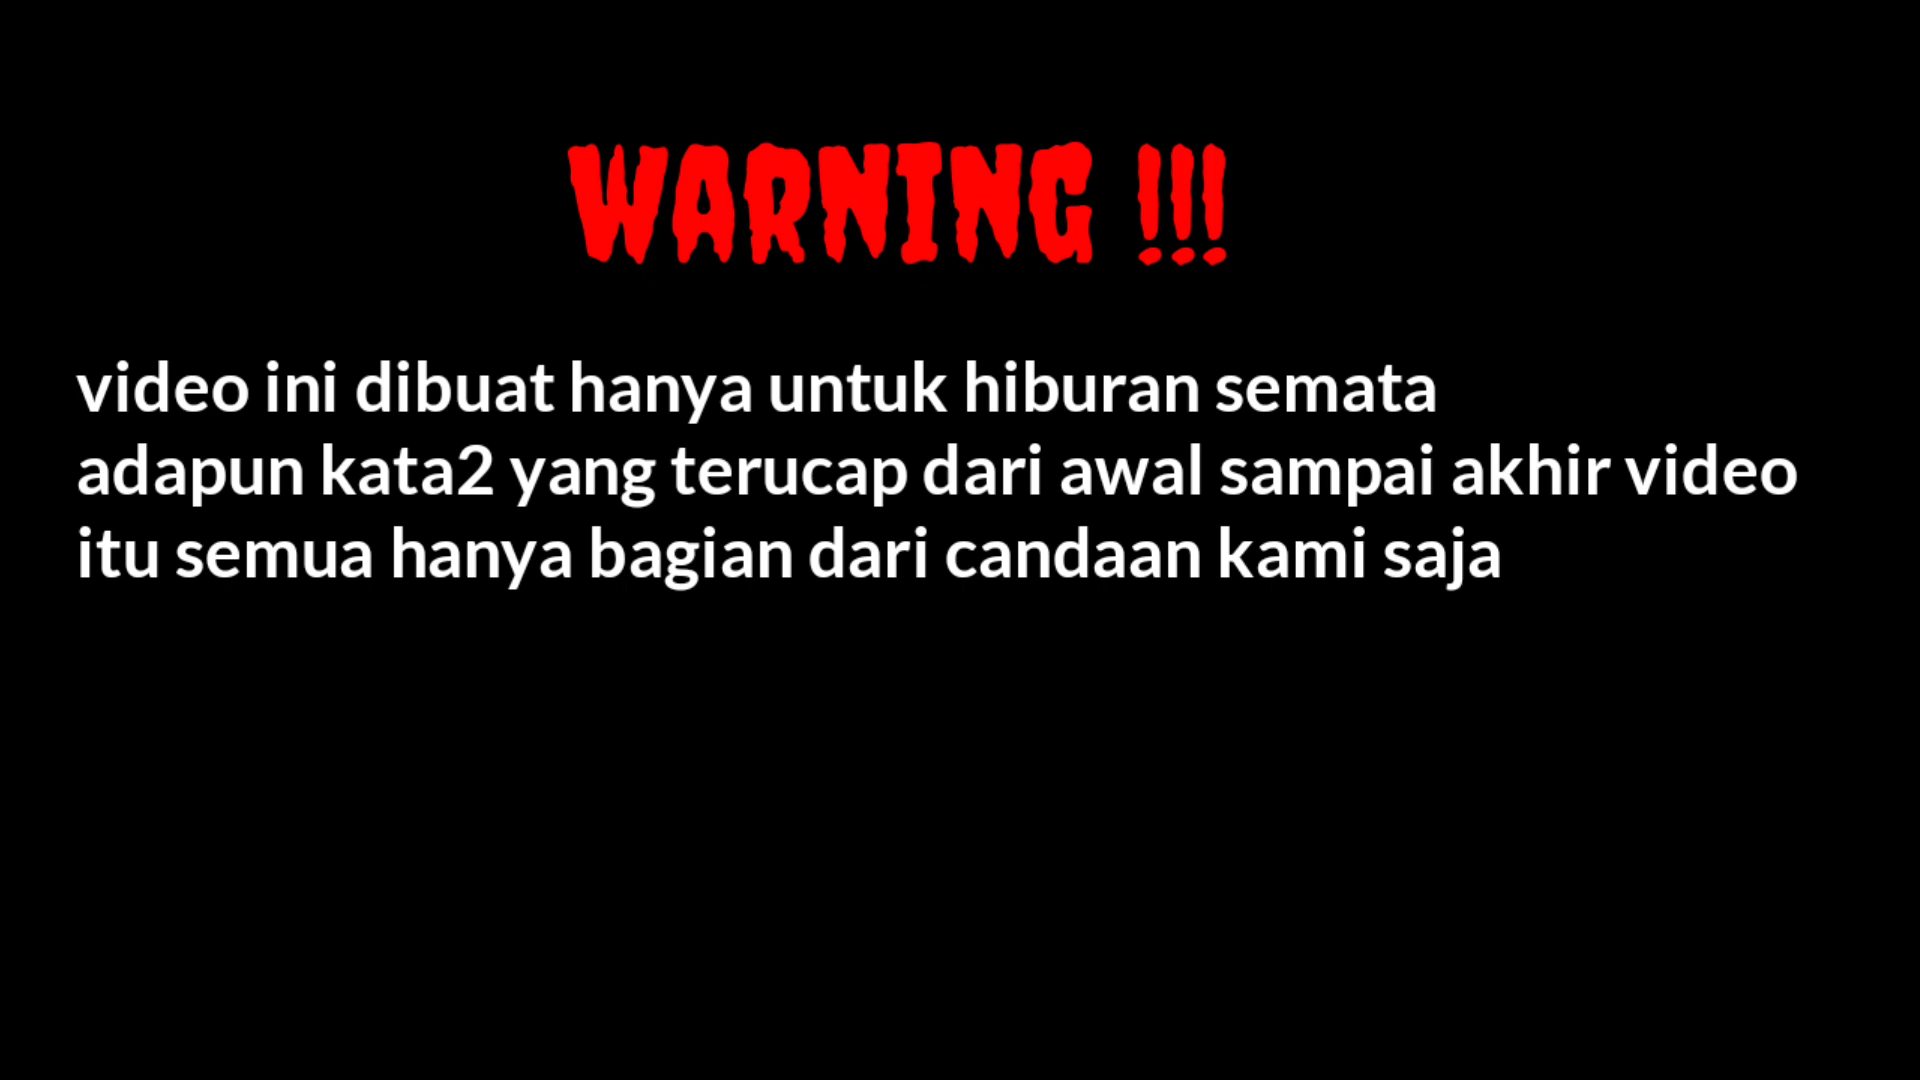 WARNING !!!
video ini dibuat hanya untuk hiburan semata
adapun kata2 yang terucap dari awal sampai akhir video
itu semua hanya bagian dari candaan kami saja